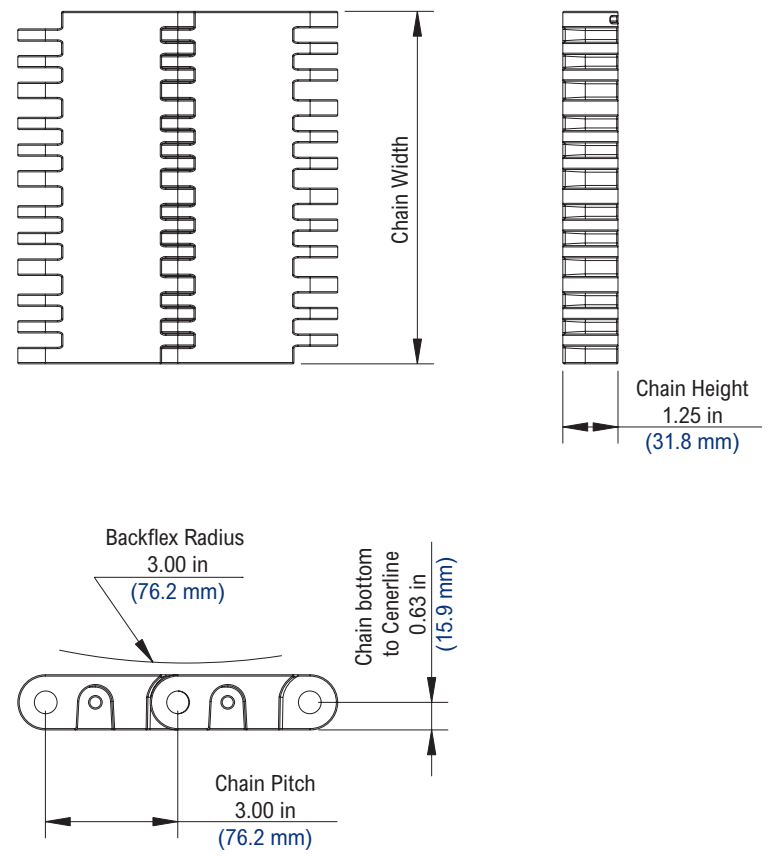 Chain Width
Chain Height
1.25 in
(31.8 mm)
Backflex Radius
3.00 in
(76.2 mm)
Chain bottom
to Cenerline
0.63 in
(15.9 mm)
Chain Pitch
3.00 in
(76.2 mm)